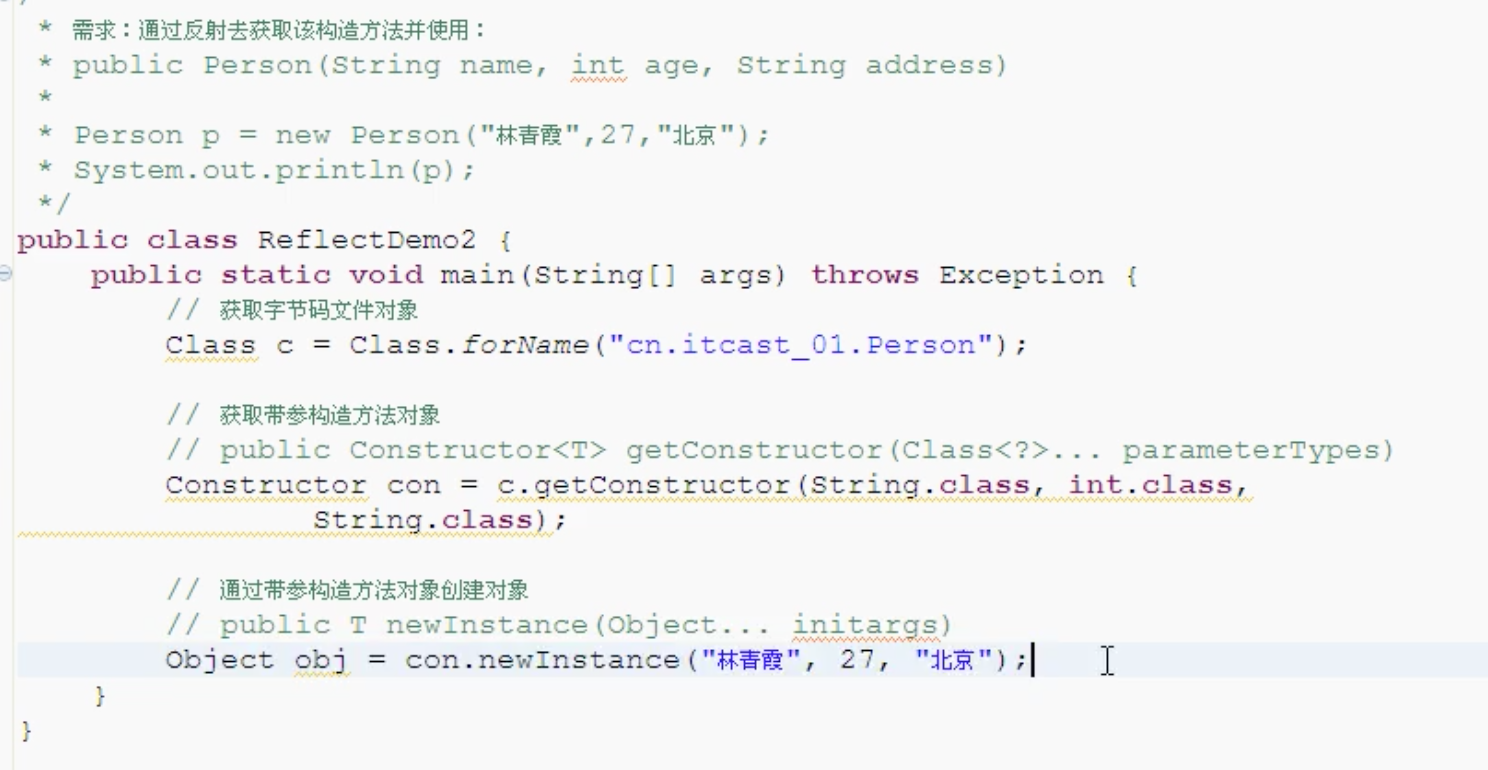 * 需求：通过反射去获取该构造方法并使用：
* public Person(String name, int age, String address)
*
* Person p = new Person("林青霞",27,"北京");
* System.out.println(p);
*/
public class ReflectDemo2 {
public static void main(String[] args) throws Exception {
// 获取字节码文件对象
Class c = Class.forName("cn.itcast_01.Person");
// 获取带参构造方法对象
// public Constructor<T> getConstructor(Class<?>... parameterTypes)
Constructor con = c.getConstructor(String.class, int.class,
String.class);
// 通过带参构造方法对象创建对象
// public T newInstance(Object... initargs)
Object obj = con.newInstance("林青霞", 27, "北京");
}
}